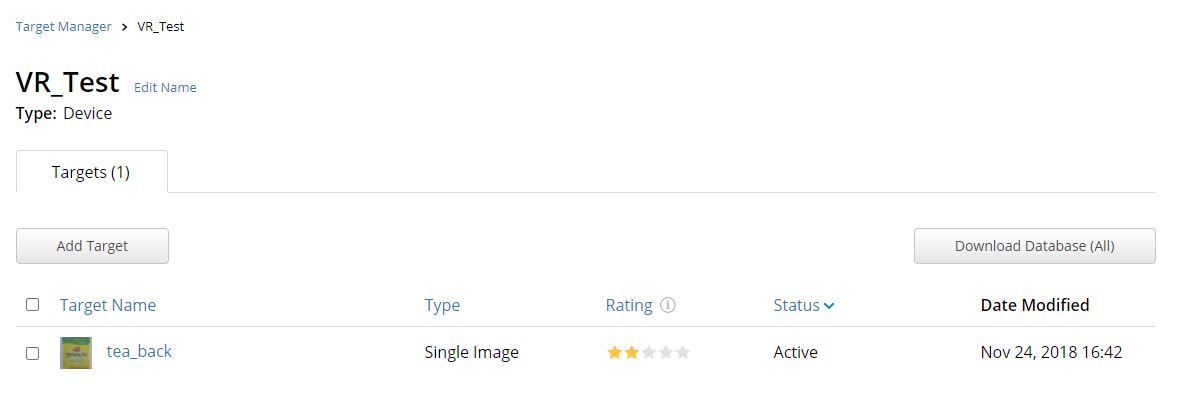 Target Manager > VR_Test
VR_Test Edit Name
Type: Device
Targets (1)
Add Target Download Database (All)
Target Name Type Rating Status Date Modified
tea_back Single Image Active Nov 24, 2018 16:42